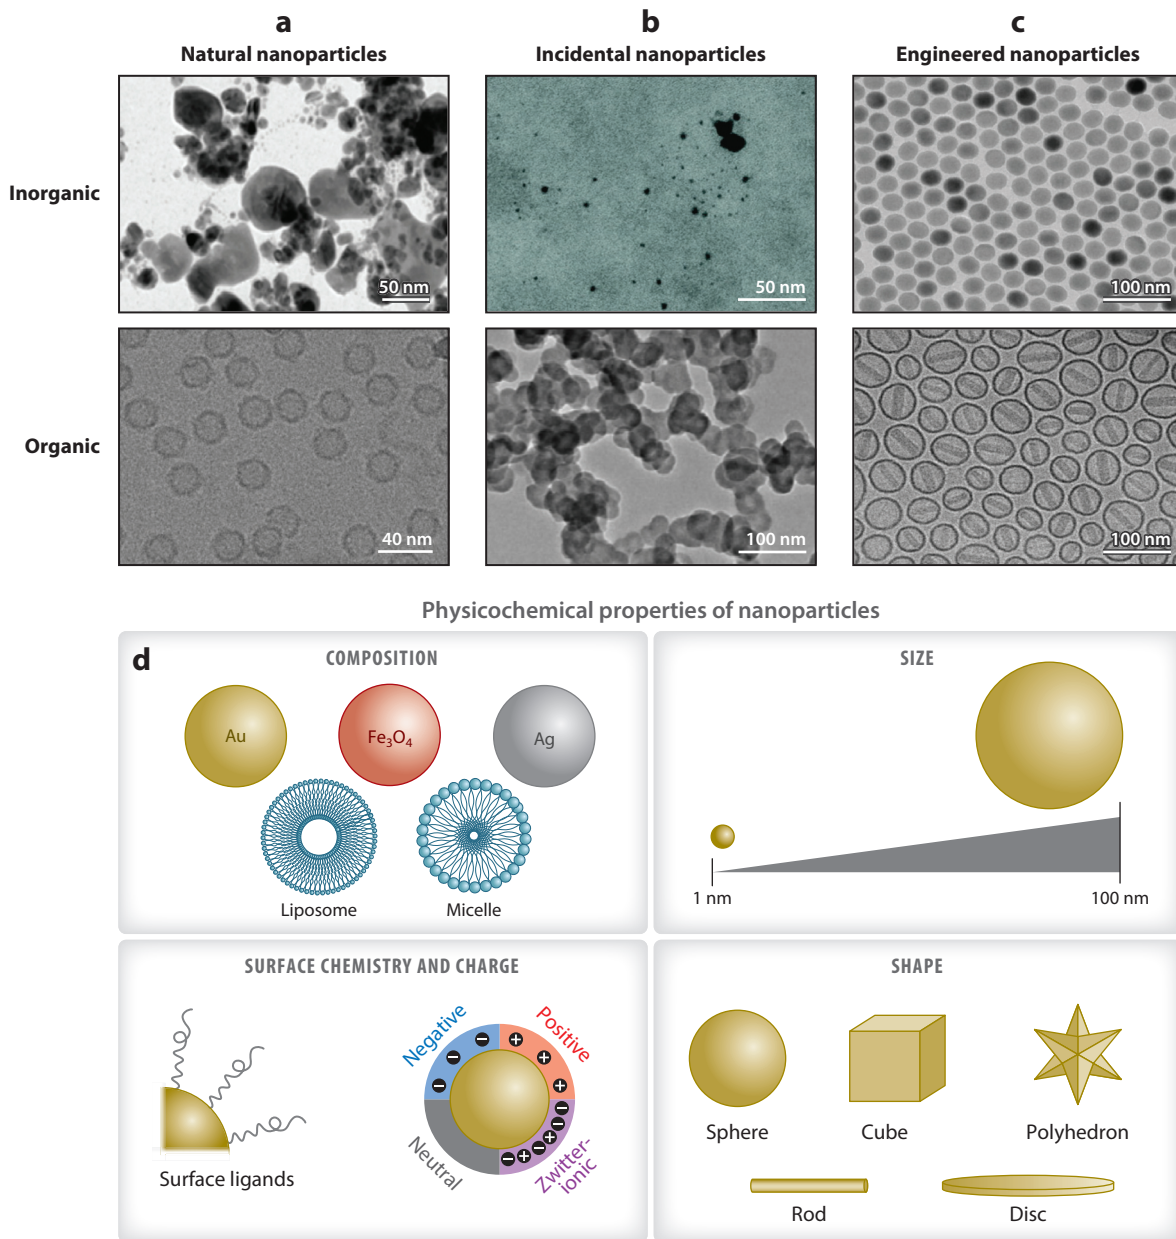 a
Natural nanoparticles
b
Incidental nanoparticles
c
Engineered nanoparticles
Inorganic
50 nm
50 nm
100 nm
Organic
40 nm
100 nm
100 nm
Physicochemical properties of nanoparticles
d
COMPOSITION
Au
Fe₃O₄
Ag
Liposome
Micelle
SIZE
1 nm
100 nm
SURFACE CHEMISTRY AND CHARGE
Surface ligands
Negative
Positive
Neutral
Zwitter-
ionic
SHAPE
Sphere
Cube
Polyhedron
Rod
Disc